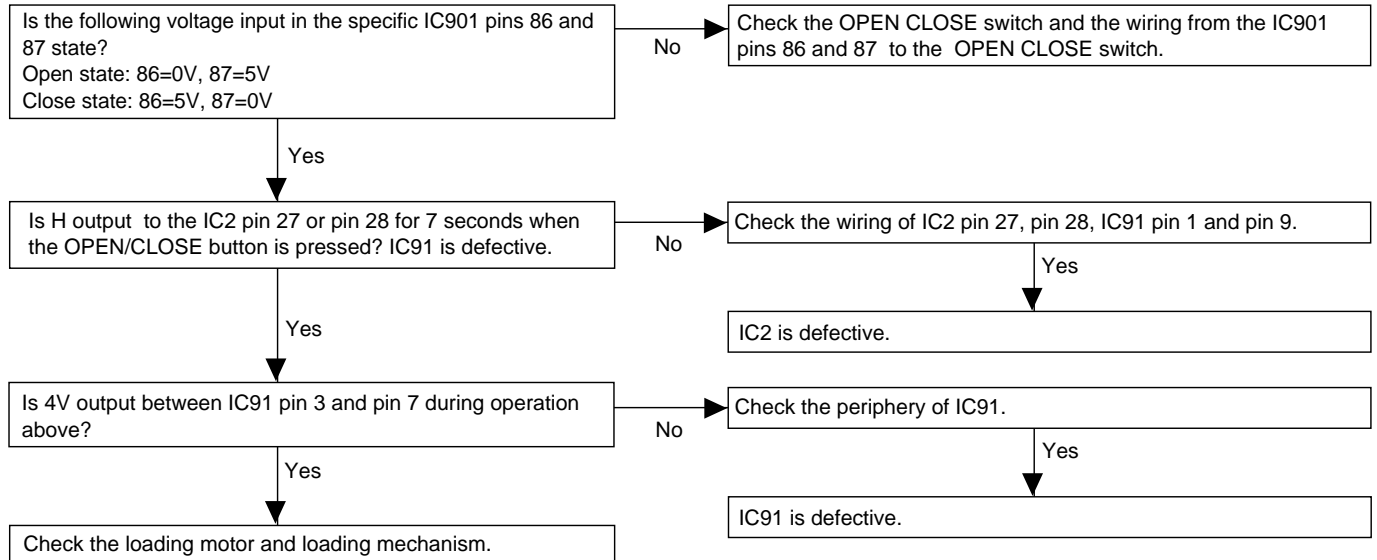 Is the following voltage input in the specific IC901 pins 86 and
87 state?
Open state: 86=0V, 87=5V
Close state: 86=5V, 87=0V
No
Check the OPEN CLOSE switch and the wiring from the IC901
pins 86 and 87 to the OPEN CLOSE switch.
Yes
Is H output to the IC2 pin 27 or pin 28 for 7 seconds when
the OPEN/CLOSE button is pressed? IC91 is defective.
No
Check the wiring of IC2 pin 27, pin 28, IC91 pin 1 and pin 9.
Yes
IC2 is defective.
Yes
Is 4V output between IC91 pin 3 and pin 7 during operation
above?
No
Check the periphery of IC91.
Yes
IC91 is defective.
Yes
Check the loading motor and loading mechanism.